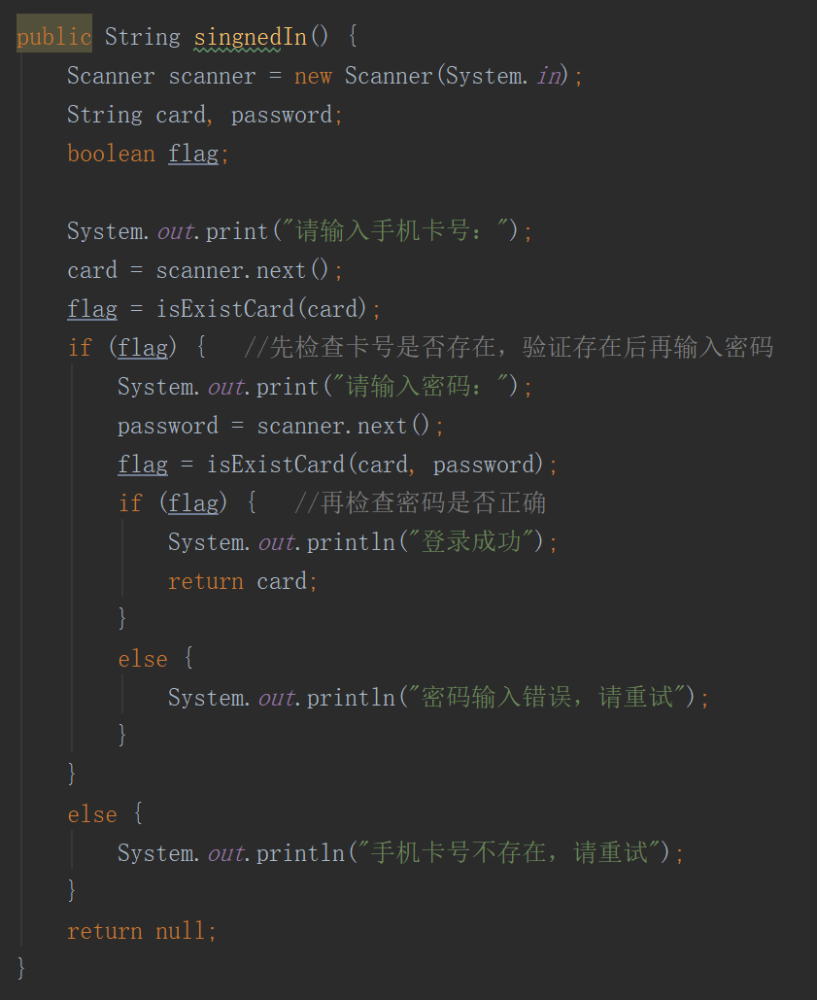 public String singnedIn() {
    Scanner scanner = new Scanner(System.in);
    String card, password;
    boolean flag;

    System.out.print("请输入手机卡号：");
    card = scanner.next();
    flag = isExistCard(card);
    if (flag) {   //先检查卡号是否存在，验证存在后再输入密码
        System.out.print("请输入密码：");
        password = scanner.next();
        flag = isExistCard(card, password);
        if (flag) {   //再检查密码是否正确
            System.out.println("登录成功");
            return card;
        }
        else {
            System.out.println("密码输入错误，请重试");
        }
    }
    else {
        System.out.println("手机卡号不存在，请重试");
    }
    return null;
}